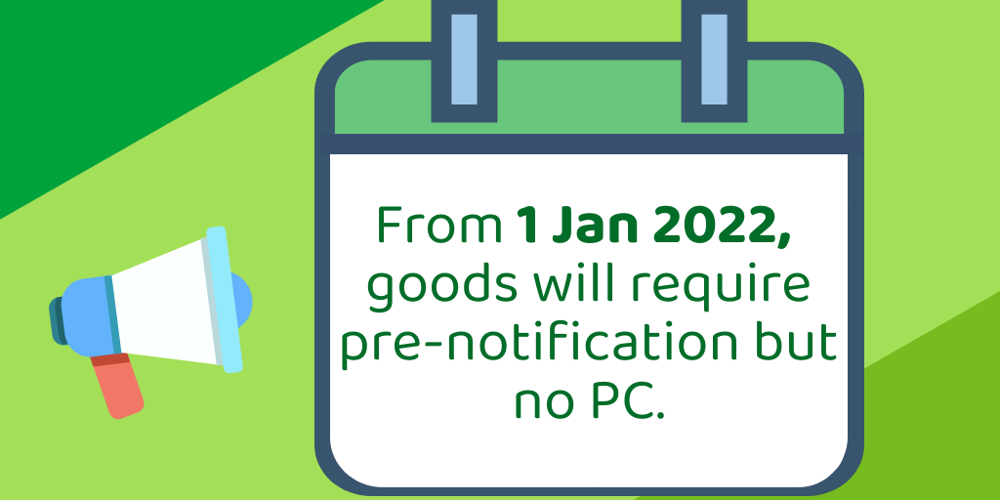 From 1 Jan 2022,
goods will require
pre-notification but
no PC.